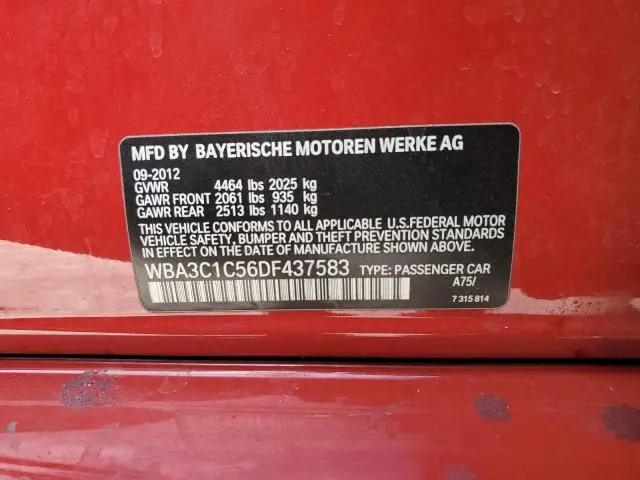 MFD BY BAYERISCHE MOTOREN WERKE AG
09-2012
GVWR 4464 lbs 2025 kg
GAWR FRONT 2061 lbs 935 kg
GAWR REAR 2513 lbs 1140 kg
THIS VEHICLE CONFORMS TO ALL APPLICABLE U.S.FEDERAL MOTOR
VEHICLE SAFETY, BUMPER AND THEFT PREVENTION STANDARDS
IN EFFECT ON THE DATE OF MANUFACTURE SHOWN ABOVE.
WBA3C1C56DF437583 TYPE: PASSENGER CAR
A75/
7 315 814